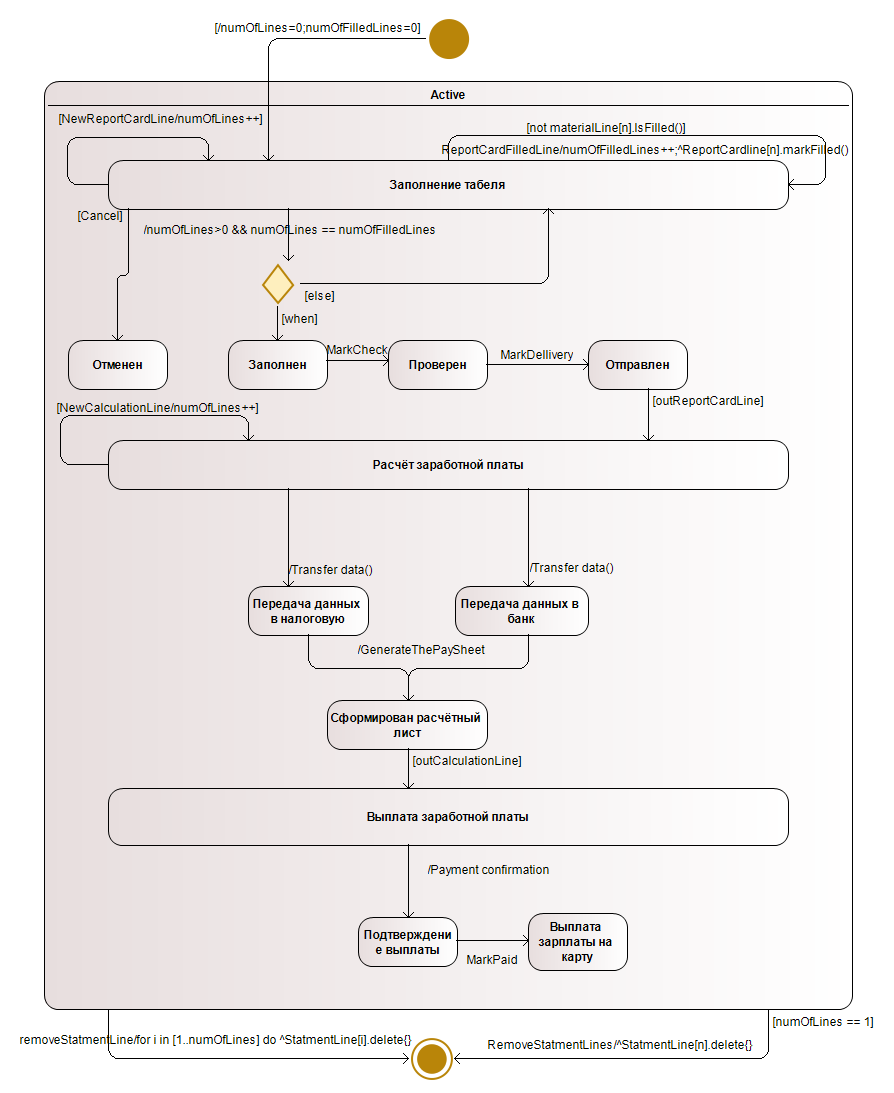 [/numOfLines=0;numOfFilledLines=0]
Active
[NewReportCardLine/numOfLines++]
[not materialLine[n].IsFilled()]
ReportCardFilledLine/numOfFilledLines++;^ReportCardline[n].markFilled()
Заполнение табеля
[Cancel]
/numOfLines>0 && numOfLines == numOfFilledLines
[else]
[when]
Отменен
Заполнен
MarkCheck
Проверен
MarkDellivery
Отправлен
[outReportCardLine]
[NewCalculationLine/numOfLines++]
Расчёт заработной платы
/Transfer data()
/Transfer data()
Передача данных
в налоговую
Передача данных в
банк
/GenerateThePaySheet
Сформирован расчётный
лист
[outCalculationLine]
Выплата заработной платы
/Payment confirmation
Подтверждени
е выплаты
MarkPaid
Выплата
зарплаты на
карту
[numOfLines == 1]
removeStatmentLine/for i in [1..numOfLines] do ^StatmentLine[i].delete{}
RemoveStatmentLines/^StatmentLine[n].delete{}